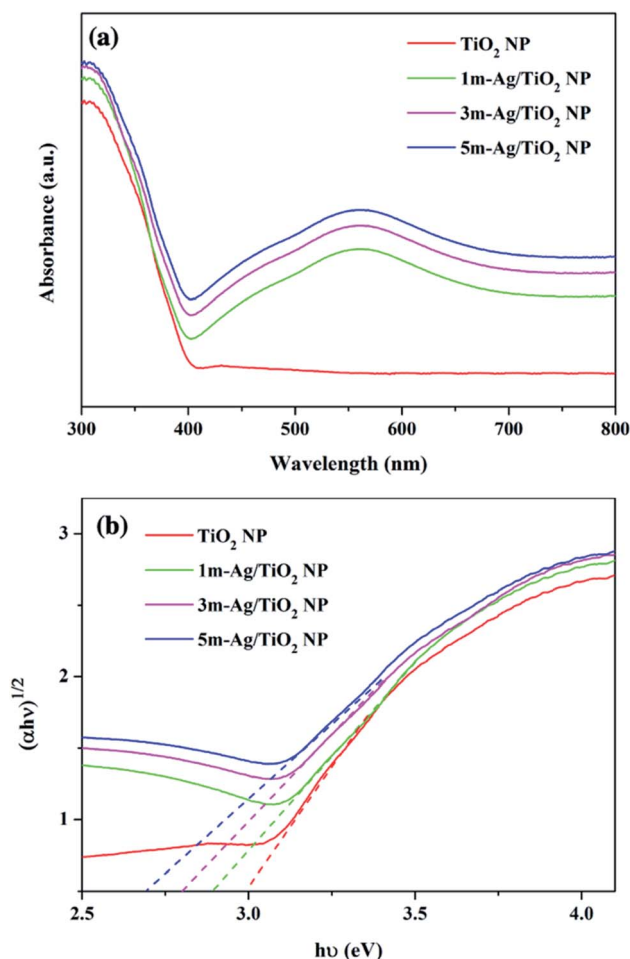 (a)
TiO₂ NP
1m-Ag/TiO₂ NP
3m-Ag/TiO₂ NP
5m-Ag/TiO₂ NP
Absorbance (a.u.)
300 400 500 600 700 800
Wavelength (nm)
(b)
TiO₂ NP
1m-Ag/TiO₂ NP
3m-Ag/TiO₂ NP
5m-Ag/TiO₂ NP
(αhν)^1/2
3
2
1
2.5 3.0 3.5 4.0
hυ (eV)